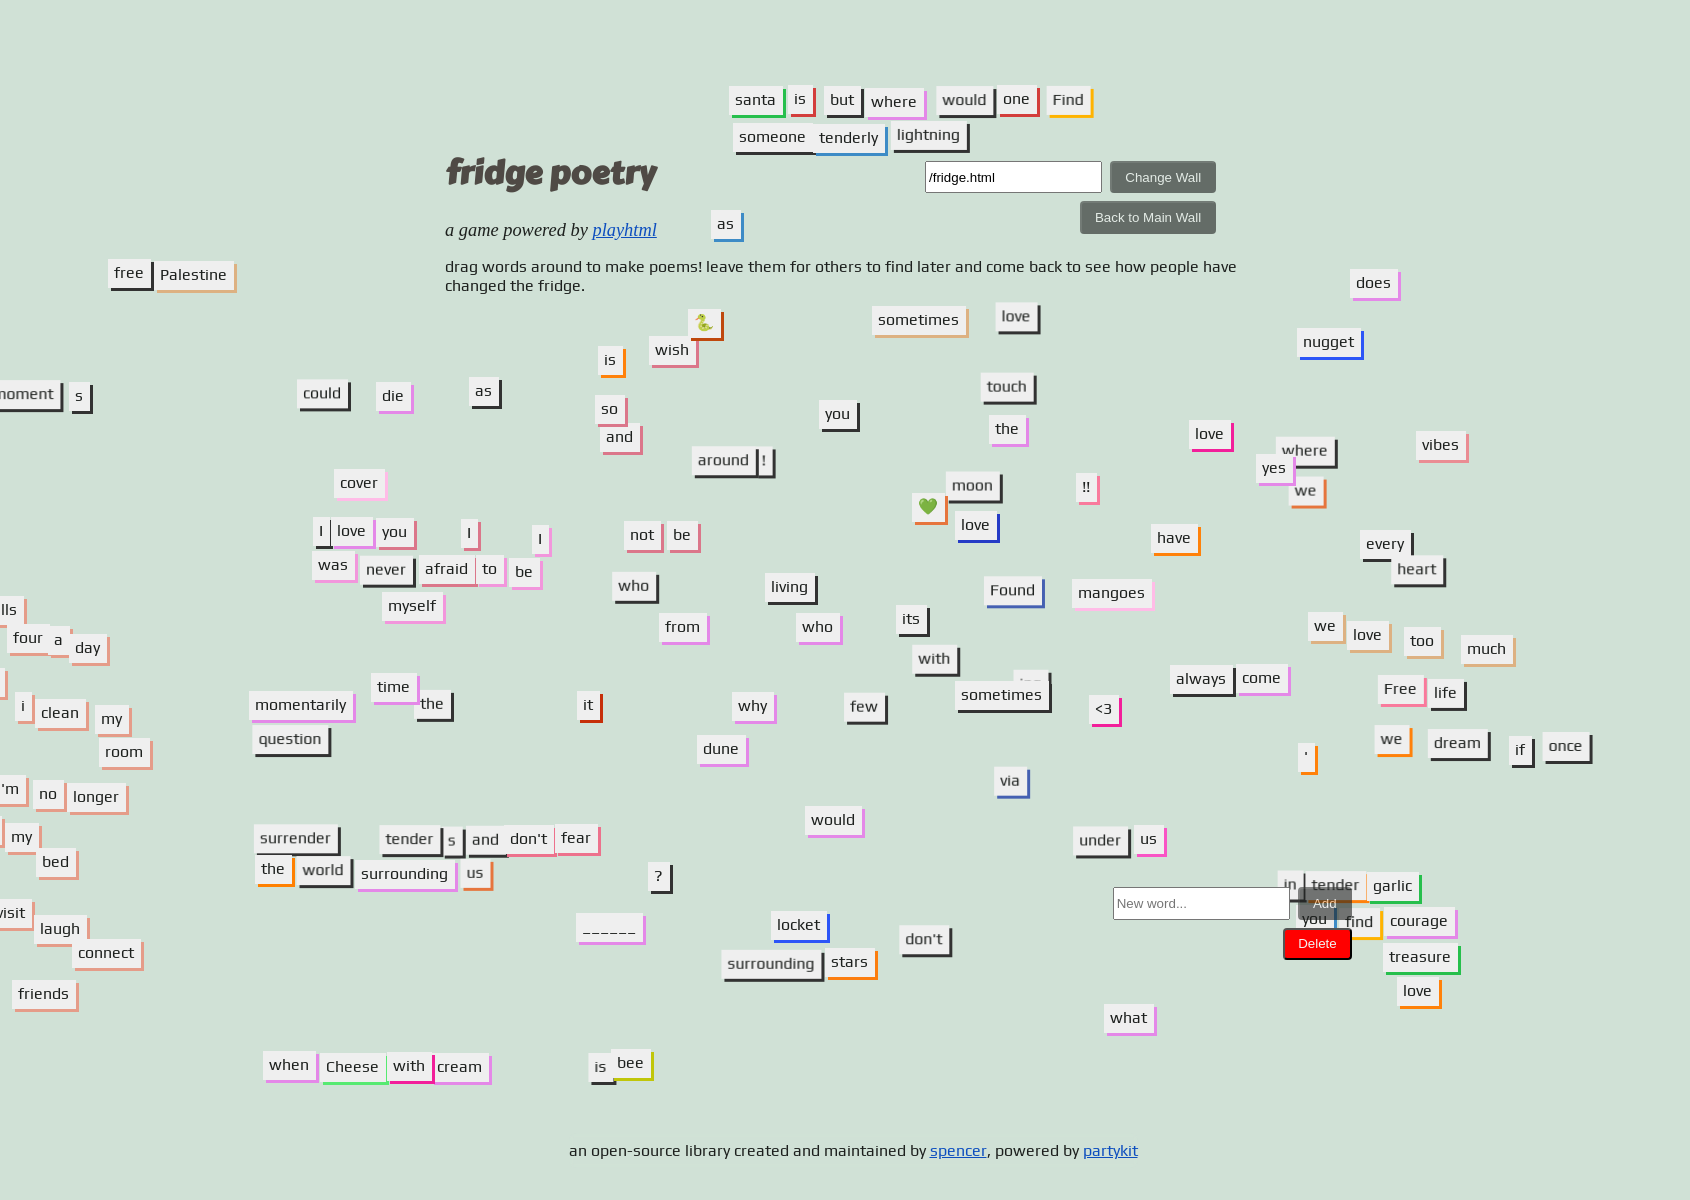 santa is but where would one Find
someone tenderly lightning
fridge poetry
/fridge.html
Change Wall
Back to Main Wall
a game powered by playhtml
as
drag words around to make poems! leave them for others to find later and come back to see how people have
changed the fridge.
free Palestine
does
🐍
sometimes
love
wish
is
nugget
moment s
could die as
touch
so
and
you
the
love
where
vibes
around !
yes
we
cover
moon
!!
💚
love
I love you I I
not be
have
every
heart
was never afraid to be
who
living
Found
mangoes
myself
from
who
its
we love too much
four a day
with
always come
Free life
time
the
momentarily
it
why
few
sometimes
<3
i clean my
room
question
dune
we dream if once
'
via
'm no longer
would
my
bed
surrender tender s and don't fear
the world surrounding us
under us
?
in tender garlic
New word...
Add
you find courage
Delete
treasure
love
laugh
connect
______
locket
don't
surrounding stars
friends
what
when Cheese with cream
is bee
an open-source library created and maintained by spencer, powered by partykit